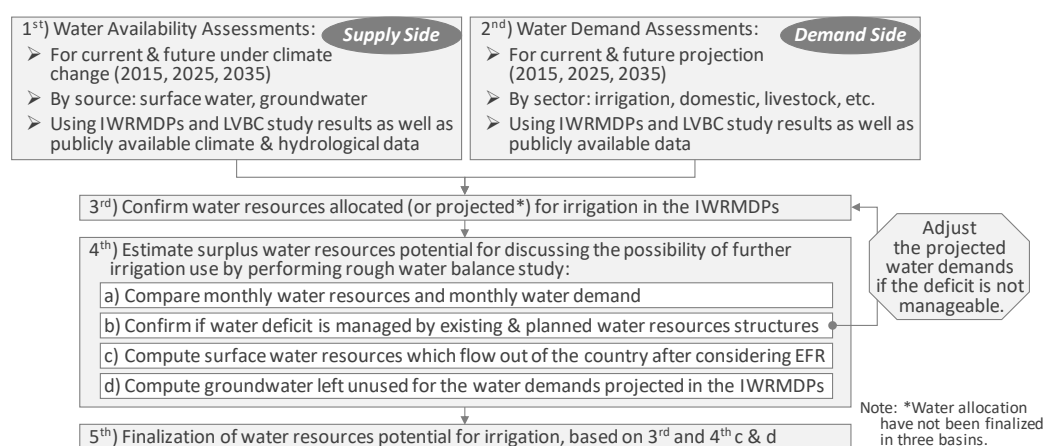 1st) Water Availability Assessments:
Supply Side
➢ For current & future under climate
change (2015, 2025, 2035)
➢ By source: surface water, groundwater
➢ Using IWRMDPs and LVBC study results as well as
publicly available climate & hydrological data
2nd) Water Demand Assessments:
Demand Side
➢ For current & future projection
(2015, 2025, 2035)
➢ By sector: irrigation, domestic, livestock, etc.
➢ Using IWRMDPs and LVBC study results as well as
publicly available data
3rd) Confirm water resources allocated (or projected*) for irrigation in the IWRMDPs
4th) Estimate surplus water resources potential for discussing the possibility of further
irrigation use by performing rough water balance study:
a) Compare monthly water resources and monthly water demand
b) Confirm if water deficit is managed by existing & planned water resources structures
c) Compute surface water resources which flow out of the country after considering EFR
d) Compute groundwater left unused for the water demands projected in the IWRMDPs
Adjust
the projected
water demands
if the deficit is not
manageable.
5th) Finalization of water resources potential for irrigation, based on 3rd and 4th c & d
Note: *Water allocation
have not been finalized
in three basins.